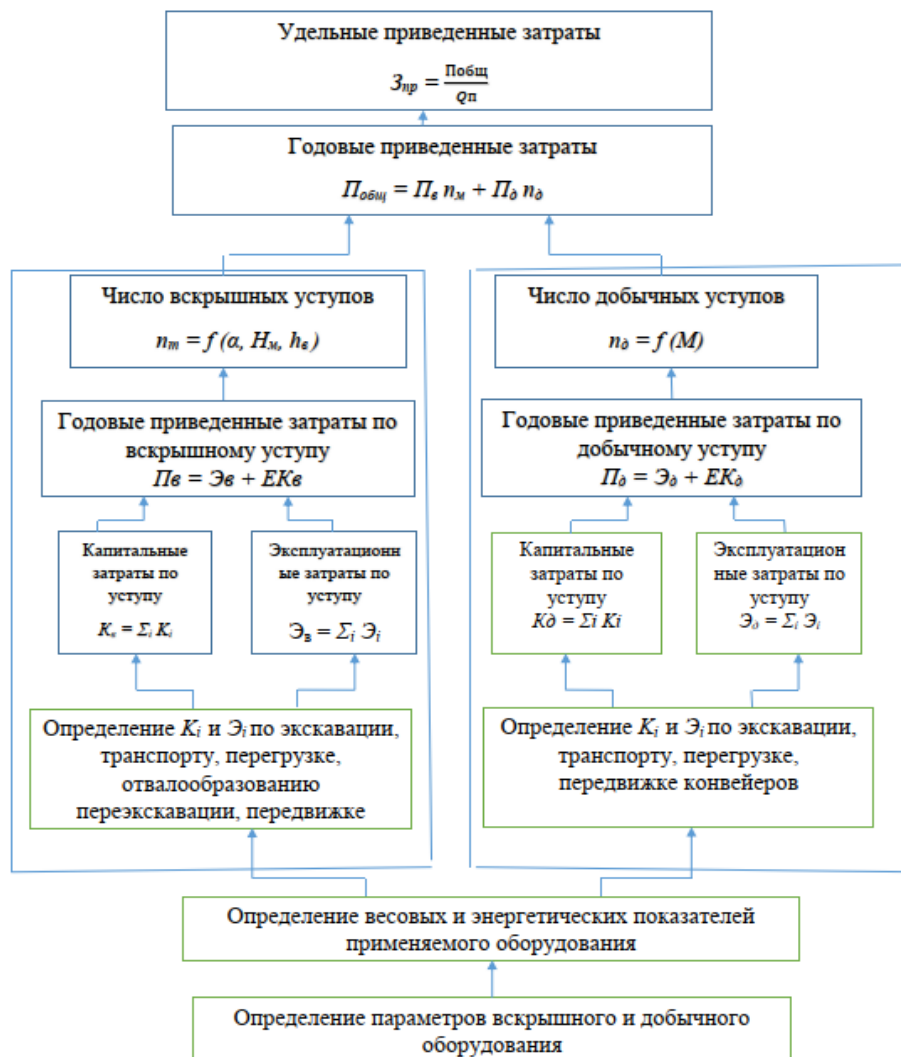 Удельные приведенные затраты
Зпр = Побщ/Qп
Годовые приведенные затраты
Побщ = Пв nм + Пд nд
Число вскрышных уступов
nт = f (α, Hм, hв )
Годовые приведенные затраты по
вскрышному уступу
Пв = Эв + ЕКв
Капитальные
затраты по
уступу
Kв = Σi Ki
Эксплуатационн
ые затраты по
уступу
Эв = Σi Эi
Определение Ki и Эi по экскавации,
транспорту, перегрузке,
отвалообразованию
переэкскавации, передвижке
Число добычных уступов
nд = f (M)
Годовые приведенные затраты по
добычному уступу
Пд = Эд + ЕКд
Капитальные
затраты по
уступу
Кд = Σi Ki
Эксплуатацион
ные затраты по
уступу
Эд = Σi Эi
Определение Ki и Эi по экскавации,
транспорту, перегрузке,
передвижке конвейеров
Определение весовых и энергетических показателей
применяемого оборудования
Определение параметров вскрышного и добычного
оборудования